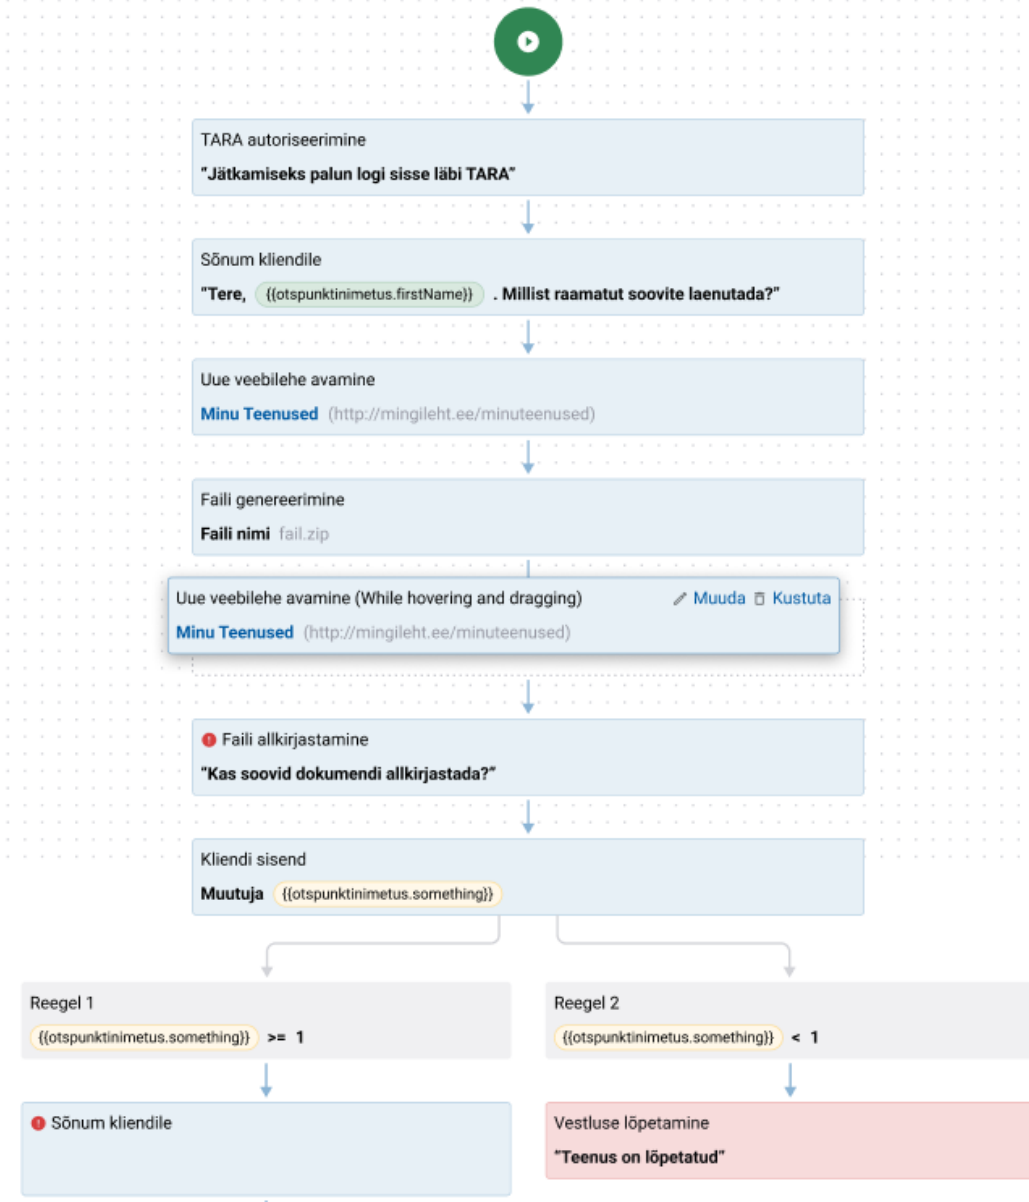 TARA autoriseerimine
“Jätkamiseks palun logi sisse läbi TARA”
Sõnum kliendile
“Tere, {{otspunktinimetus.firstName}} . Millist raamatut soovite laenutada?”
Uue veebilehe avamine
Minu Teenused (http://mingileht.ee/minuteenused)
Faili genereerimine
Faili nimi fail.zip
Uue veebilehe avamine (While hovering and dragging) Muuda Kustuta
Minu Teenused (http://mingileht.ee/minuteenused)
Faili allkirjastamine
“Kas soovid dokumendi allkirjastada?”
Kliendi sisend
Muutuja {{otspunktinimetus.something}}
Reegel 1
{{otspunktinimetus.something}} >= 1
Reegel 2
{{otspunktinimetus.something}} < 1
Sõnum kliendile
Vestluse lõpetamine
“Teenus on lõpetatud”